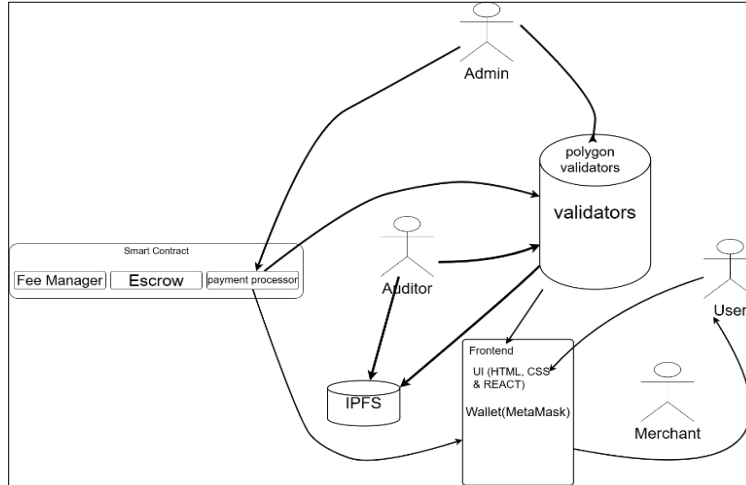 Admin
polygon
validators
validators
Smart Contract
Fee Manager
Escrow
payment processor
Auditor
User
Frontend
UI (HTML, CSS
& REACT)
IPFS
Wallet(MetaMask)
Merchant